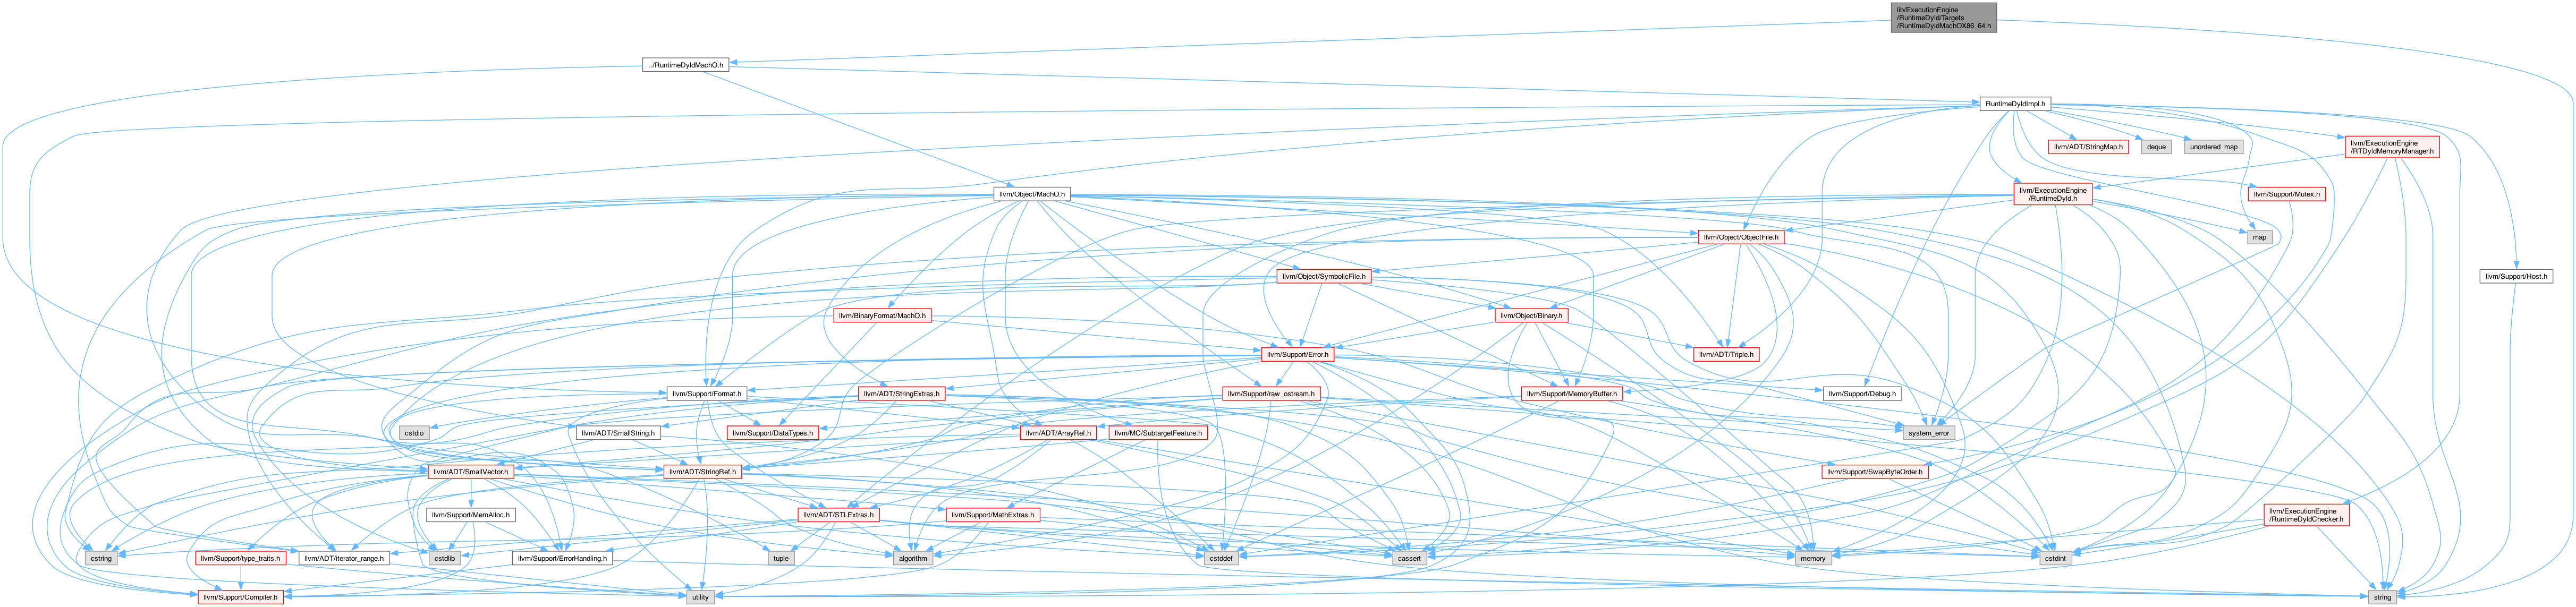 lib/ExecutionEngine
/RuntimeDyld/Targets
/RuntimeDyldMachOX86_64.h
../RuntimeDyldMachO.h
RuntimeDyldImpl.h
llvm/ADT/StringMap.h
deque
unordered_map
llvm/ExecutionEngine
/RTDyldMemoryManager.h
llvm/Object/MachO.h
llvm/ExecutionEngine
/RuntimeDyld.h
llvm/Support/Mutex.h
llvm/Object/ObjectFile.h
map
llvm/Object/SymbolicFile.h
llvm/Support/Host.h
llvm/BinaryFormat/MachO.h
llvm/Object/Binary.h
llvm/Support/Error.h
llvm/ADT/Triple.h
llvm/Support/Format.h
llvm/ADT/StringExtras.h
llvm/Support/raw_ostream.h
llvm/Support/MemoryBuffer.h
llvm/Support/Debug.h
cstdio
llvm/ADT/SmallString.h
llvm/Support/DataTypes.h
llvm/ADT/ArrayRef.h
llvm/MC/SubtargetFeature.h
system_error
llvm/ADT/SmallVector.h
llvm/ADT/StringRef.h
llvm/Support/SwapByteOrder.h
llvm/Support/MemAlloc.h
llvm/ADT/STLExtras.h
llvm/Support/MathExtras.h
llvm/ExecutionEngine
/RuntimeDyldChecker.h
cstring
llvm/Support/type_traits.h
llvm/ADT/iterator_range.h
cstdlib
llvm/Support/ErrorHandling.h
tuple
algorithm
cstddef
cassert
memory
cstdint
llvm/Support/Compiler.h
utility
string